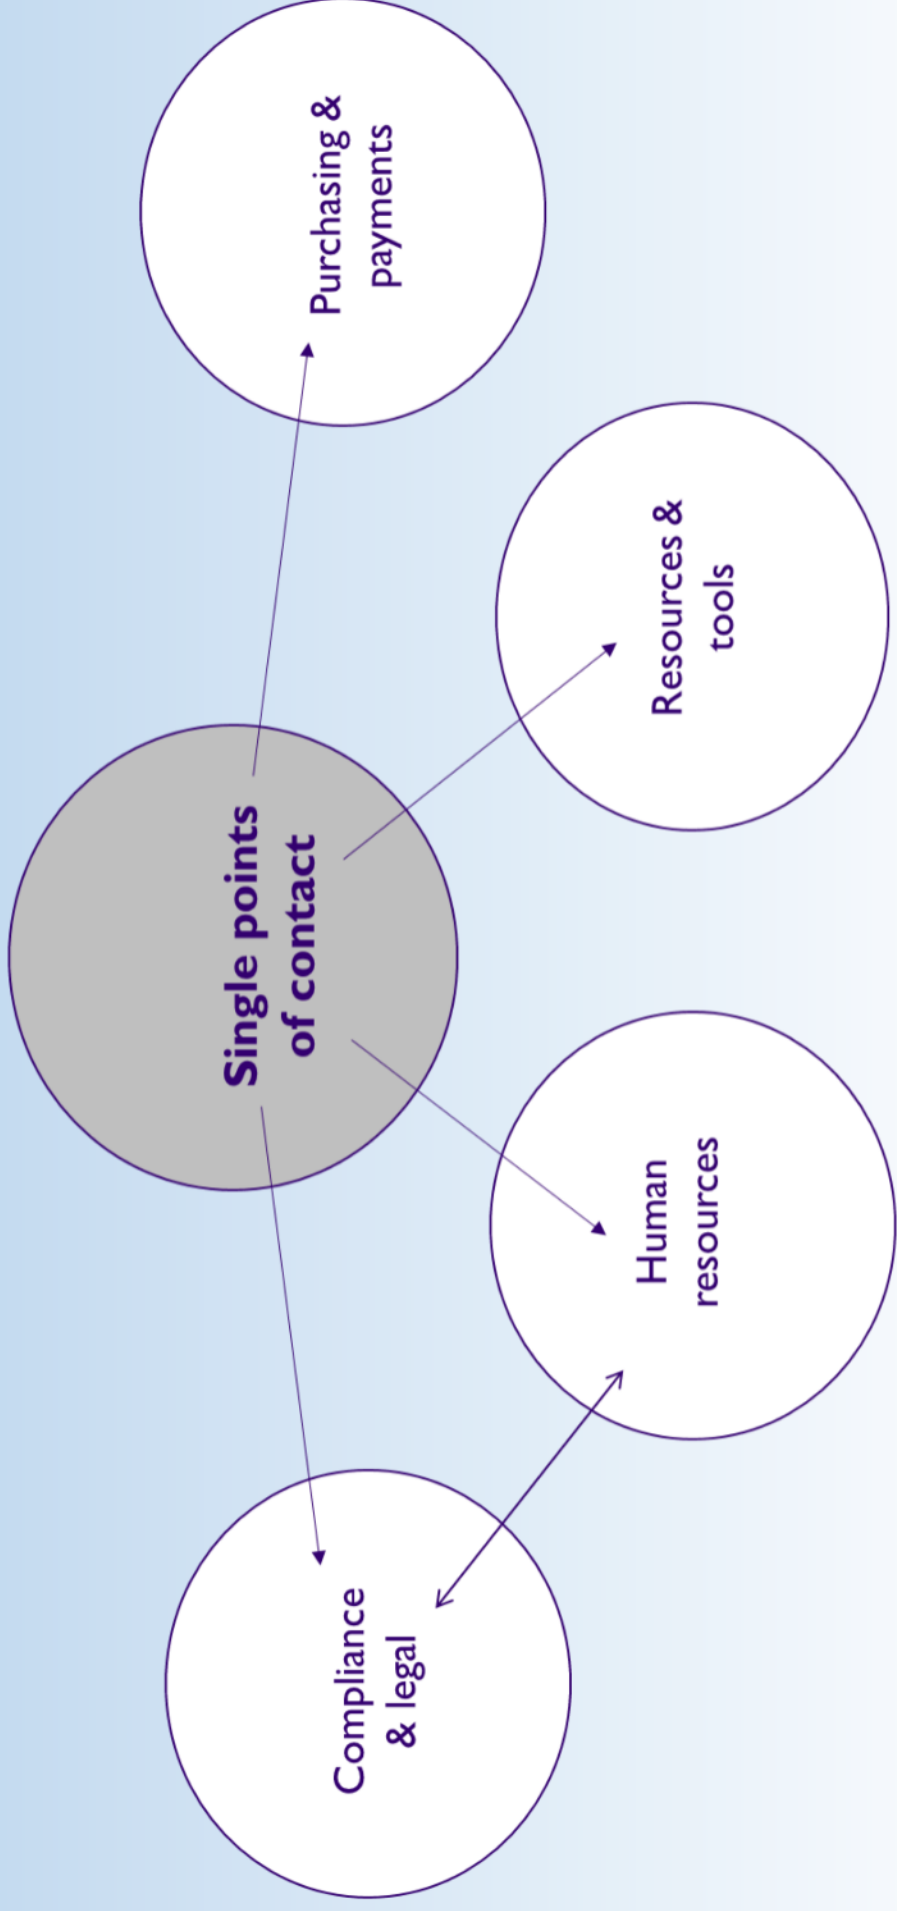 Single points
of contact
Compliance
& legal
Human
resources
Resources &
tools
Purchasing &
payments